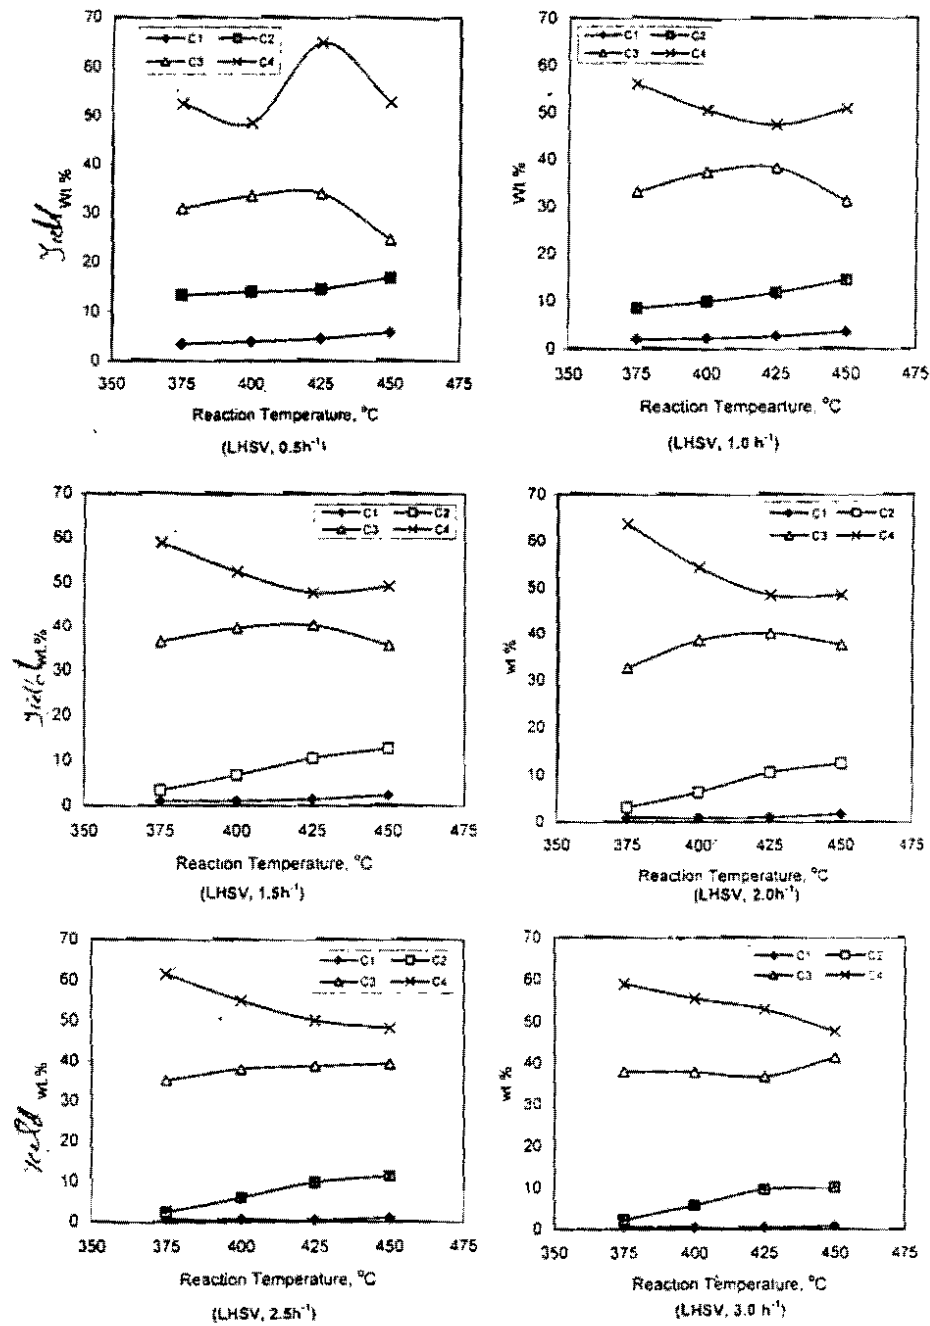 70
60
50
40
30
20
10
0
Yield Wt %
C1 C2
C3 C4
350 375 400 425 450 475
Reaction Temperature, °C
(LHSV, 0.5h⁻¹)
70
60
50
40
30
20
10
0
Wt %
C1 C2
C3 C4
350 375 400 425 450 475
Reaction Tempearture, °C
(LHSV, 1.0 h⁻¹)
70
60
50
40
30
20
10
0
Yield wt.%
C1 C2
C3 C4
350 375 400 425 450 475
Reaction Temperature, °C
(LHSV, 1.5h⁻¹)
70
60
50
40
30
20
10
0
wt %
C1 C2
C3 C4
350 375 400 425 450 475
Reaction Temperature, °C
(LHSV, 2.0h⁻¹)
70
60
50
40
30
20
10
0
Yield wt.%
C1 C2
C3 C4
350 375 400 425 450 475
Reaction Temperature, °C
(LHSV, 2.5h⁻¹)
70
60
50
40
30
20
10
0
wt %
C1 C2
C3 C4
350 375 400 425 450 475
Reaction Temperature, °C
(LHSV, 3.0 h⁻¹)